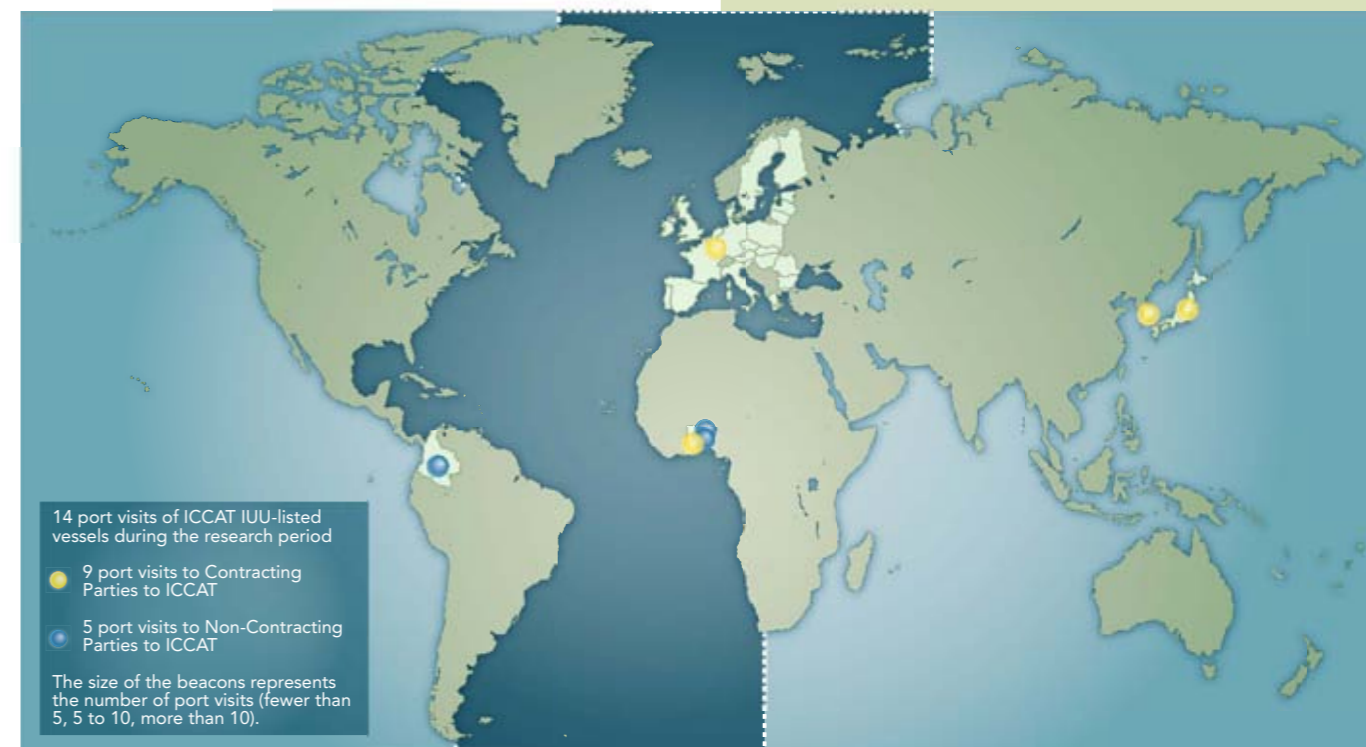 14 port visits of ICCAT IUU-listed
vessels during the research period
9 port visits to Contracting
Parties to ICCAT
5 port visits to Non-Contracting
Parties to ICCAT
The size of the beacons represents
the number of port visits (fewer than
5, 5 to 10, more than 10).